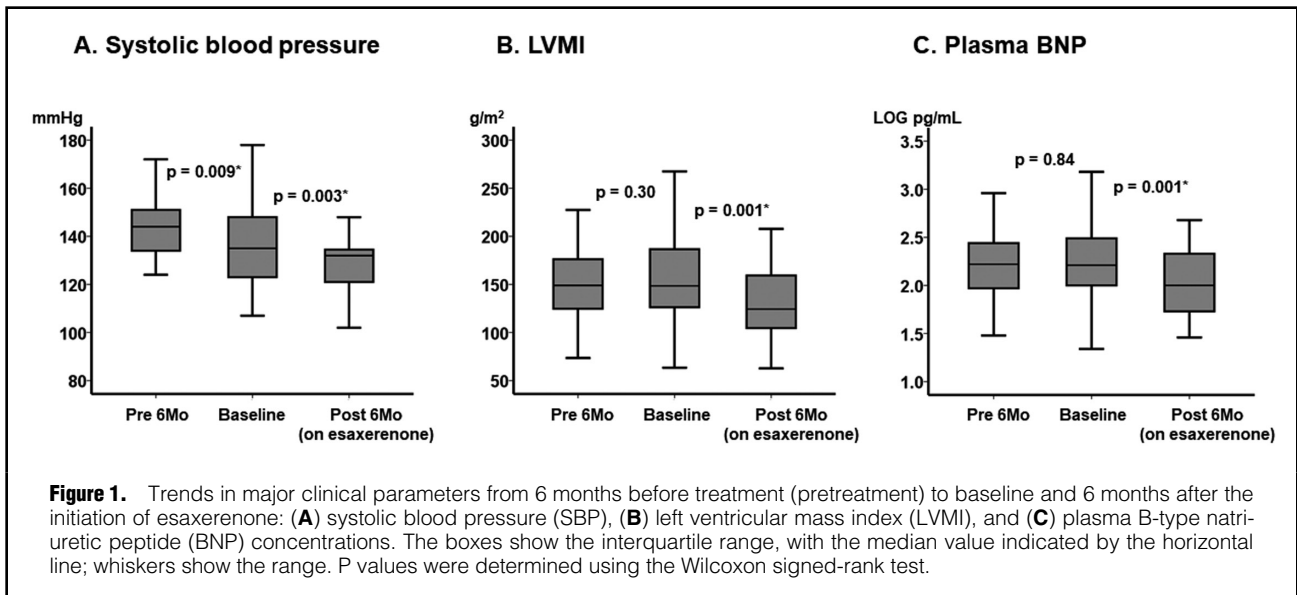 A. Systolic blood pressure
mmHg
180
160
140
120
100
80
p = 0.009*
p = 0.003*
Pre 6Mo
Baseline
Post 6Mo
(on esaxerenone)
B. LVMI
g/m²
300
250
200
150
100
50
p = 0.30
p = 0.001*
Pre 6Mo
Baseline
Post 6Mo
(on esaxerenone)
C. Plasma BNP
LOG pg/mL
3.5
3.0
2.5
2.0
1.5
1.0
p = 0.84
p = 0.001*
Pre 6Mo
Baseline
Post 6Mo
(on esaxerenone)
Figure 1. Trends in major clinical parameters from 6 months before treatment (pretreatment) to baseline and 6 months after the
initiation of esaxerenone: (A) systolic blood pressure (SBP), (B) left ventricular mass index (LVMI), and (C) plasma B-type natri-
uretic peptide (BNP) concentrations. The boxes show the interquartile range, with the median value indicated by the horizontal
line; whiskers show the range. P values were determined using the Wilcoxon signed-rank test.